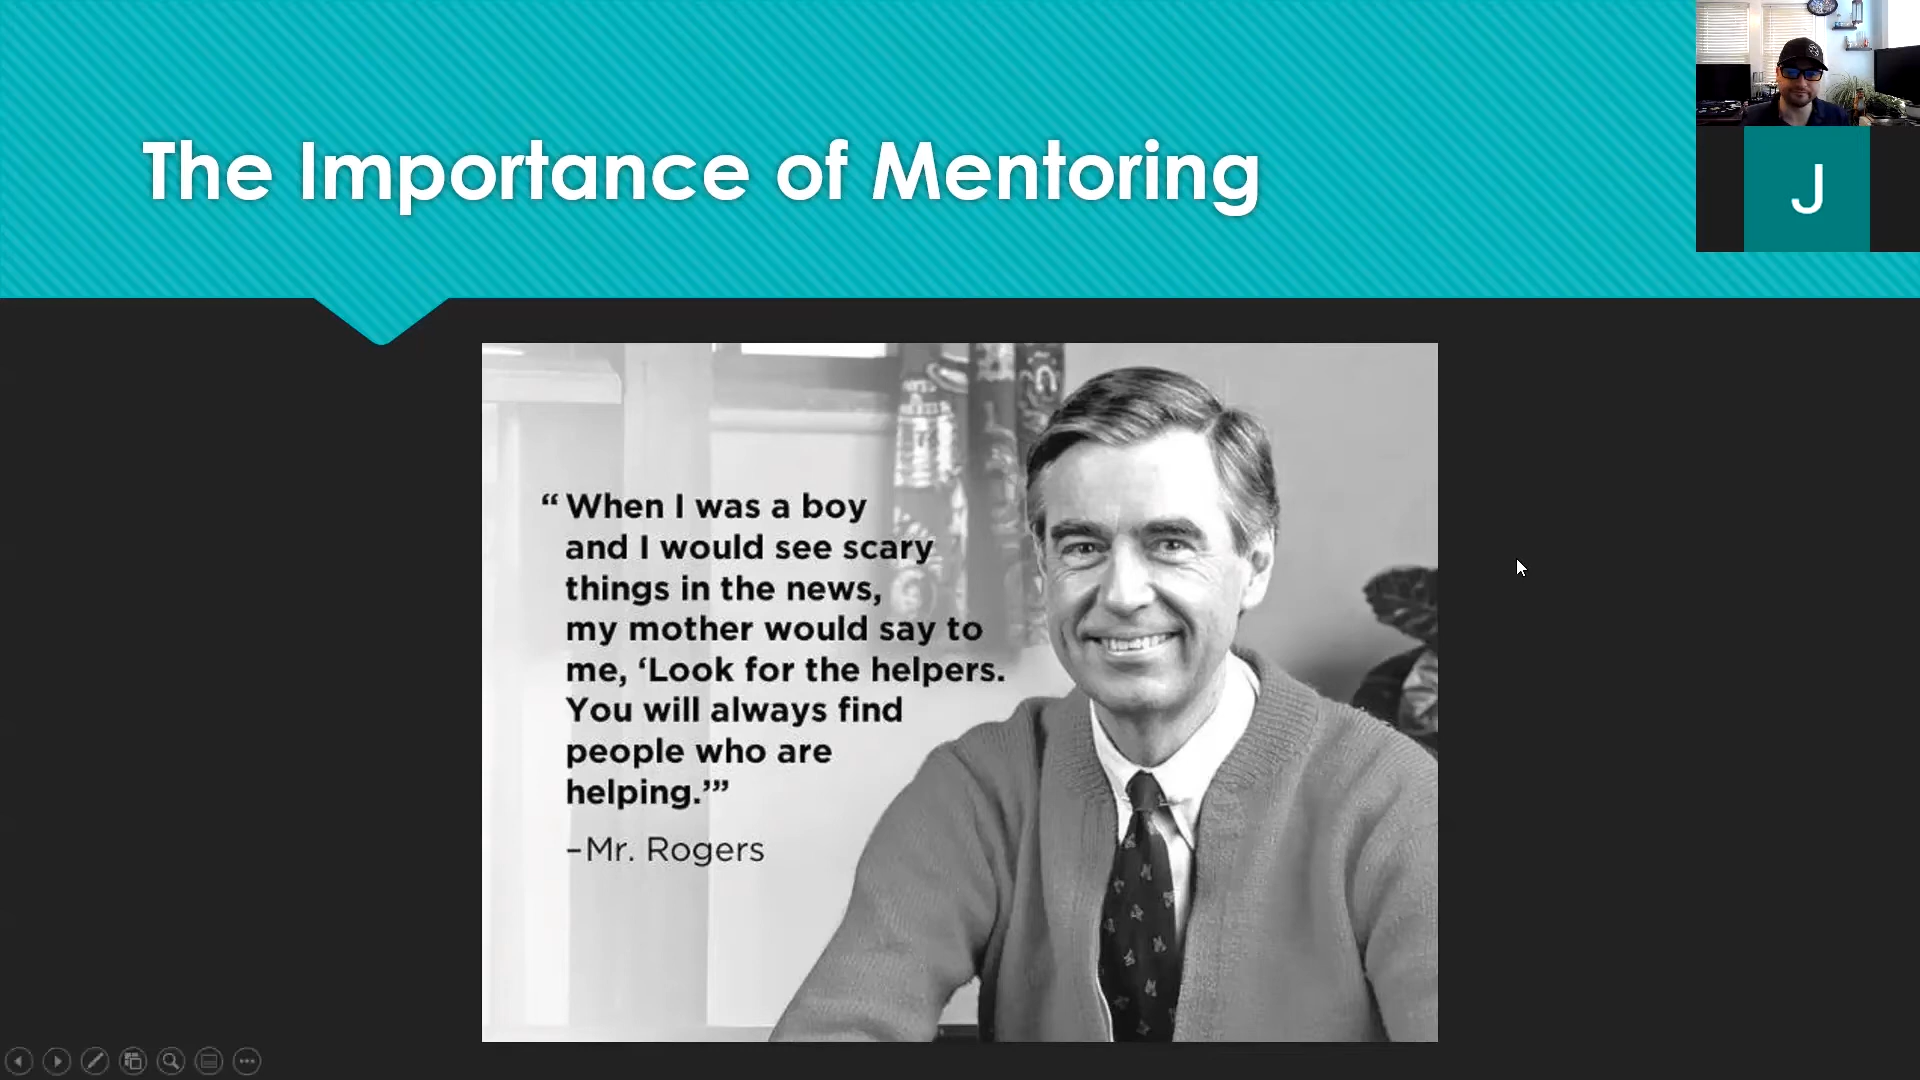 The Importance of Mentoring
J
“When I was a boy
and I would see scary
things in the news,
my mother would say to
me, ‘Look for the helpers.
You will always find
people who are
helping.’”
–Mr. Rogers